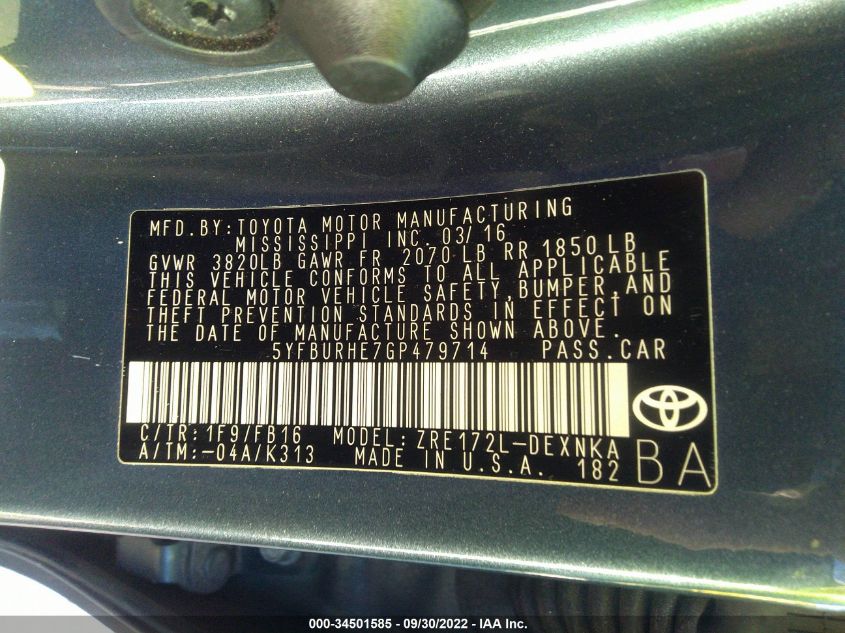 MFD.BY:TOYOTA MOTOR MANUFACTURING
MISSISSIPPI INC. 03/16
GVWR 3820LB GAWR FR 2070LB RR 1850LB
THIS VEHICLE CONFORMS TO ALL APPLICABLE
FEDERAL MOTOR VEHICLE SAFETY,BUMPER,AND
THEFT PREVENTION STANDARDS IN EFFECT ON
THE DATE OF MANUFACTURE SHOWN ABOVE.
5YFBURHE7GP479714 PASS.CAR
C/TR:1F9/FB16 MODEL:ZRE172L-DEXNKA
A/TM:-04A/K313 MADE IN U.S.A. 182
BA
000-34501585 - 09/30/2022 - IAA Inc.